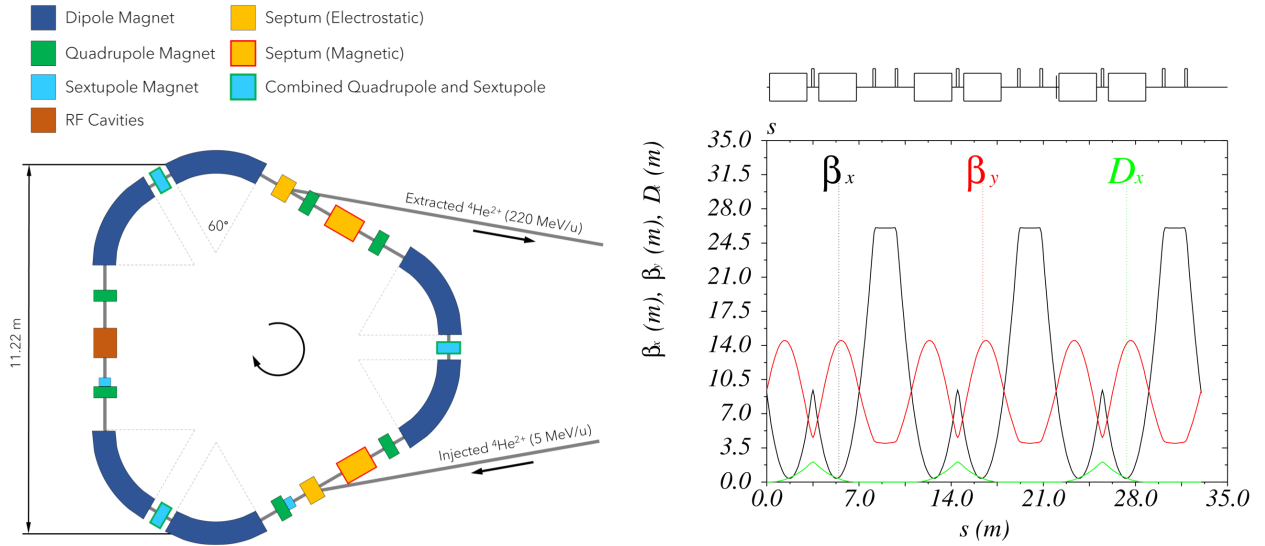 Dipole Magnet
Septum (Electrostatic)
Quadrupole Magnet
Septum (Magnetic)
Sextupole Magnet
Combined Quadrupole and Sextupole
RF Cavities
11.22 m
60°
Extracted ⁴He²⁺ (220 MeV/u)
Injected ⁴He²⁺ (5 MeV/u)
s
βx (m), βy (m), Dx (m)
35.0
31.5
28.0
24.5
21.0
17.5
14.0
10.5
7.0
3.5
0.0
βx
βy
Dx
0.0 7.0 14.0 21.0 28.0 35.0
s (m)